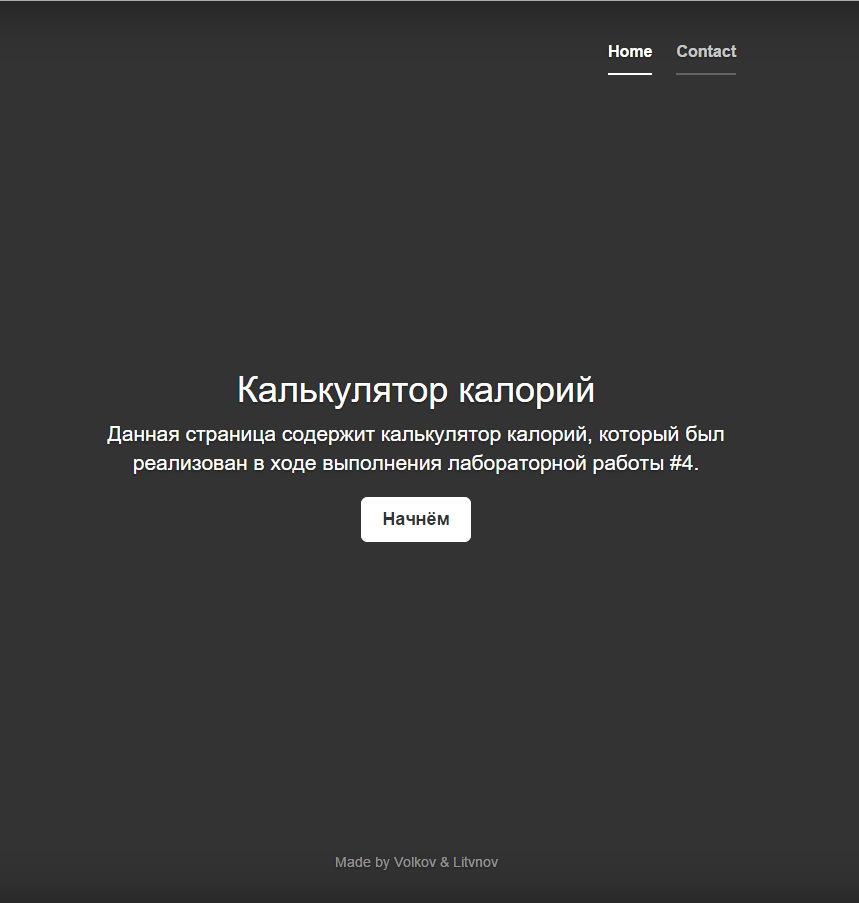 Home Contact
Калькулятор калорий
Данная страница содержит калькулятор калорий, который был
реализован в ходе выполнения лабораторной работы #4.
Начнём
Made by Volkov & Litvnov